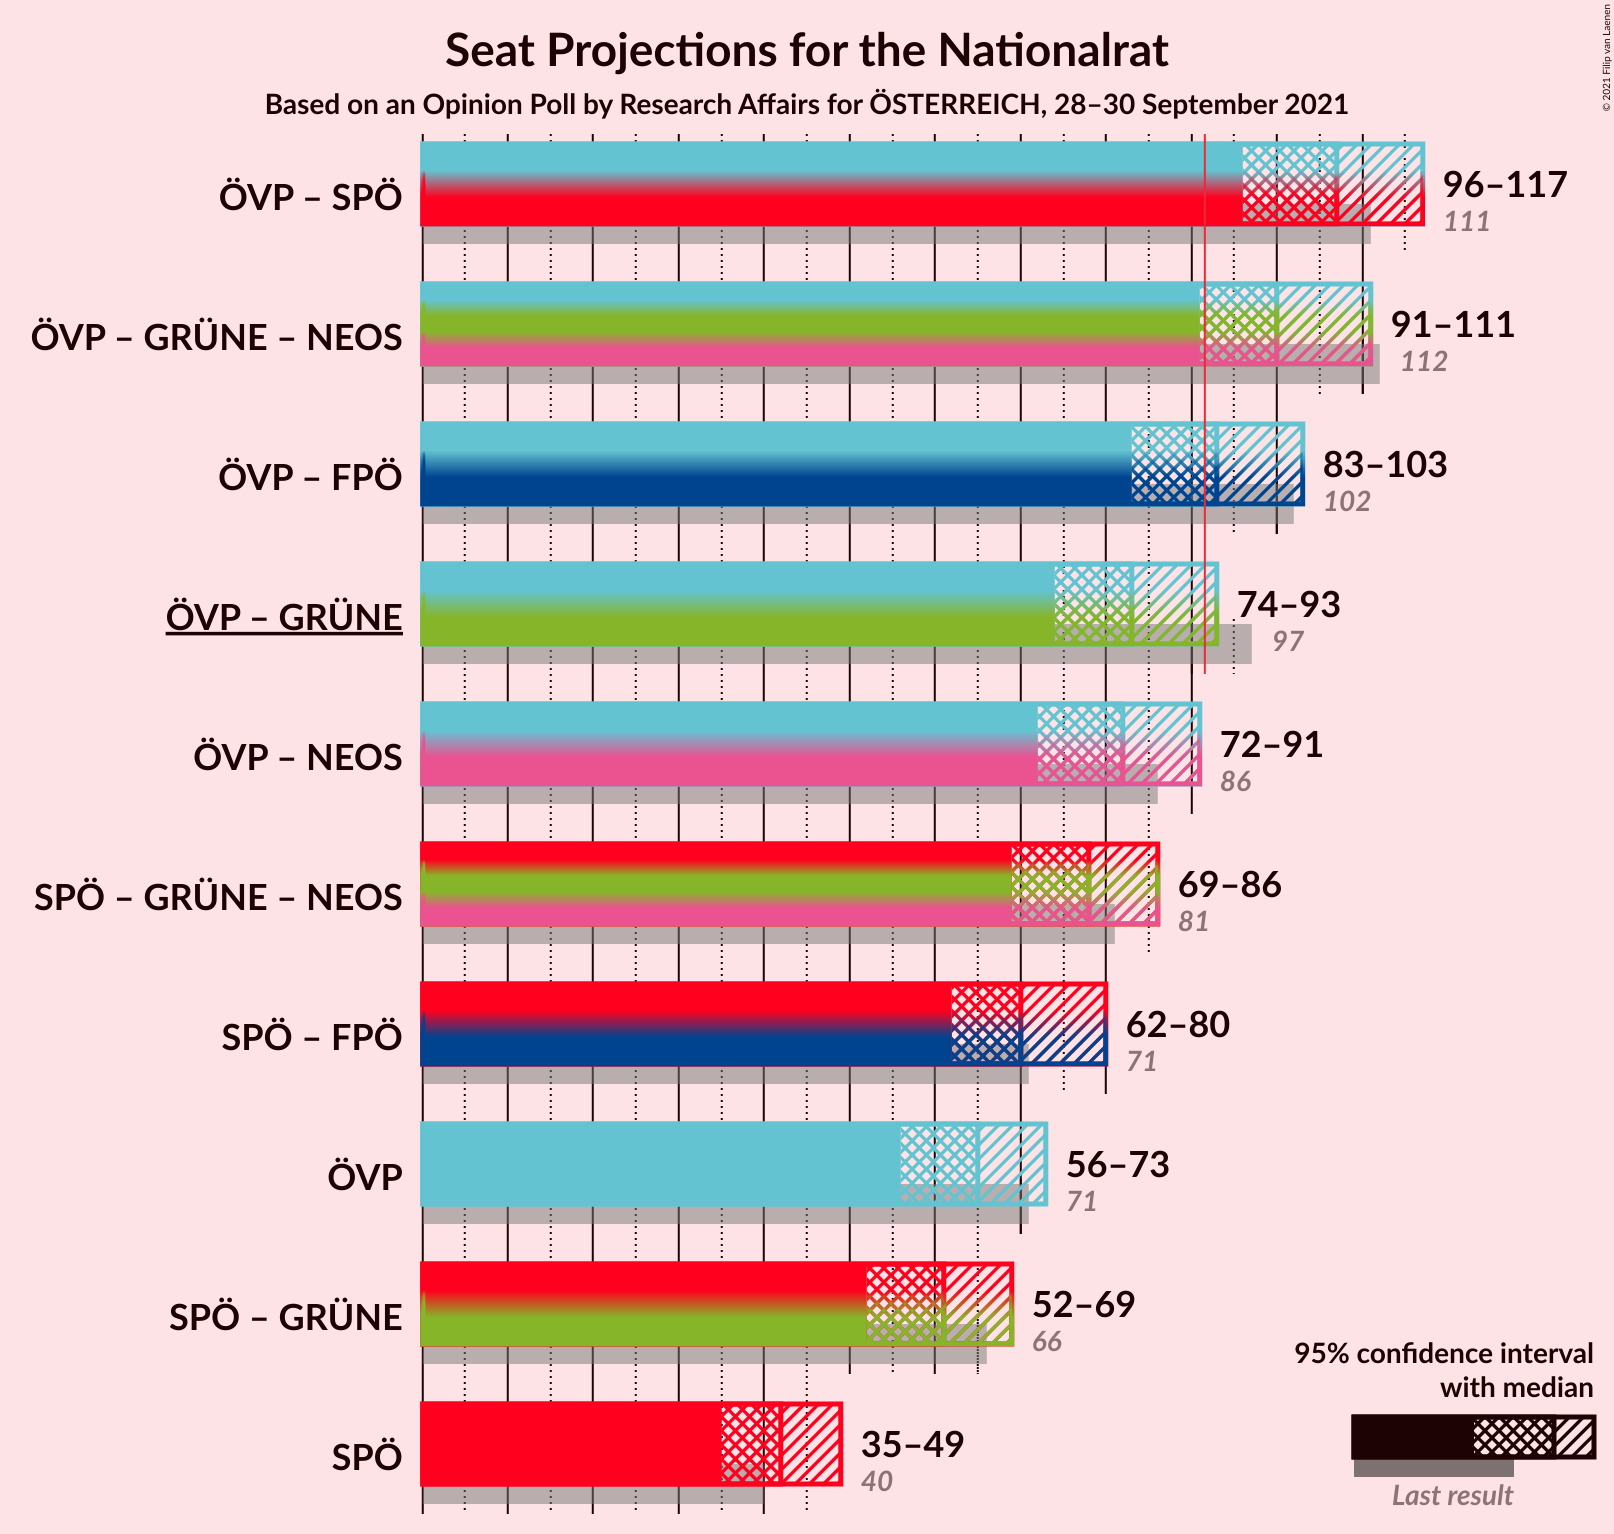 Seat Projections for the Nationalrat
Based on an Opinion Poll by Research Affairs for ÖSTERREICH, 28–30 September 2021
© 2021 Filip van Laenen
ÖVP – SPÖ
96–117
111
ÖVP – GRÜNE – NEOS
91–111
112
ÖVP – FPÖ
83–103
102
ÖVP – GRÜNE
74–93
97
ÖVP – NEOS
72–91
86
SPÖ – GRÜNE – NEOS
69–86
81
SPÖ – FPÖ
62–80
71
ÖVP
56–73
71
SPÖ – GRÜNE
52–69
66
SPÖ
35–49
40
95% confidence interval
with median
Last result